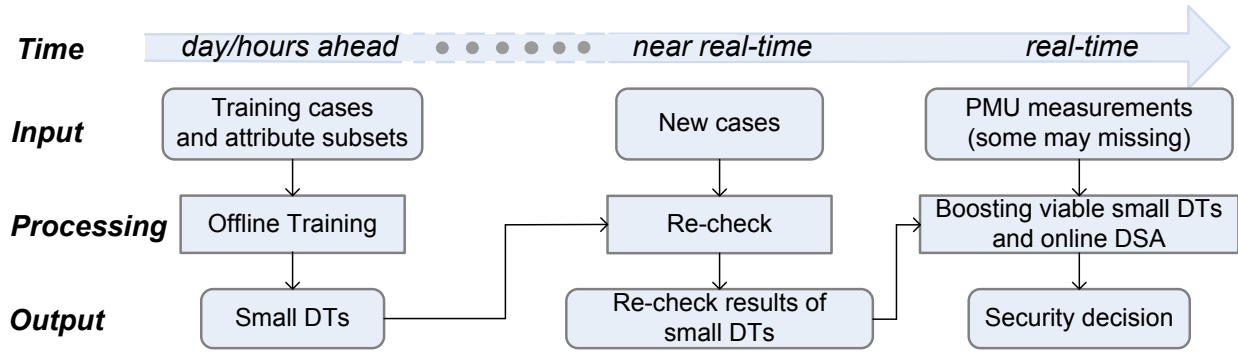 Time
day/hours ahead
near real-time
real-time
Input
Training cases
and attribute subsets
New cases
PMU measurements
(some may missing)
Processing
Offline Training
Re-check
Boosting viable small DTs
and online DSA
Output
Small DTs
Re-check results of
small DTs
Security decision